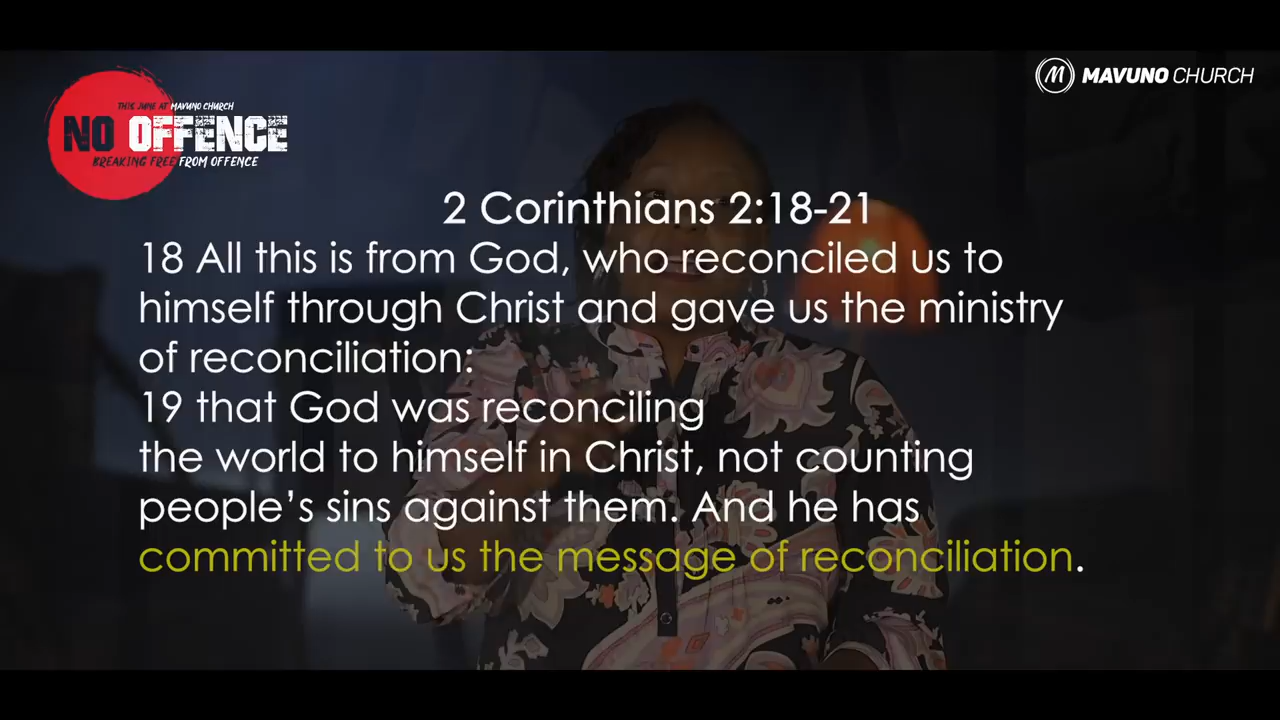 THIS JUNE AT MAVUNO CHURCH
NO OFFENCE
BREAKING FREE FROM OFFENCE
M MAVUNO CHURCH
2 Corinthians 2:18-21
18 All this is from God, who reconciled us to
himself through Christ and gave us the ministry
of reconciliation:
19 that God was reconciling
the world to himself in Christ, not counting
people’s sins against them. And he has
committed to us the message of reconciliation.